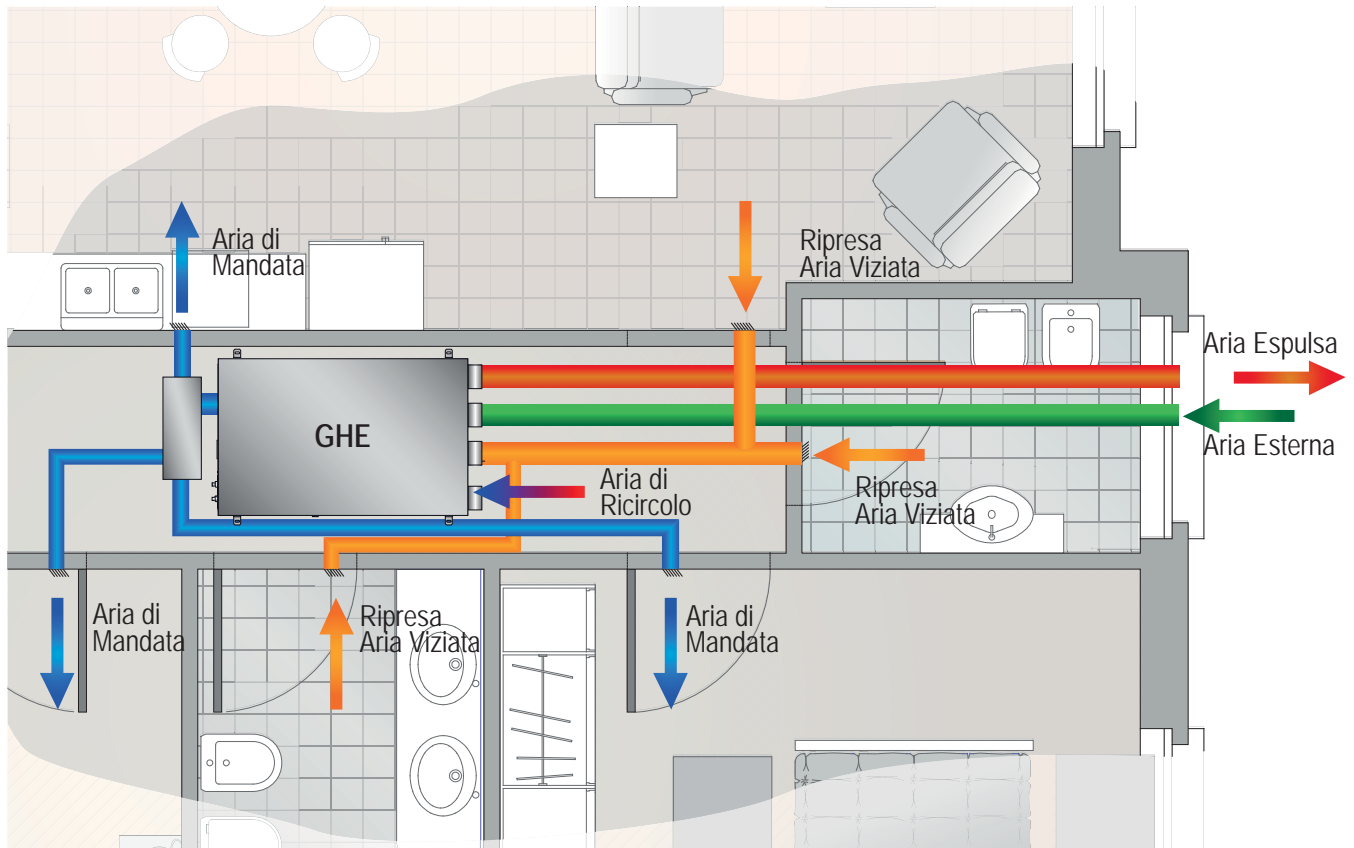 Aria di
Mandata
Ripresa
Aria Viziata
Aria Espulsa
GHE
Aria Esterna
Aria di
Ricircolo
Ripresa
Aria Viziata
Aria di
Mandata
Ripresa
Aria Viziata
Aria di
Mandata